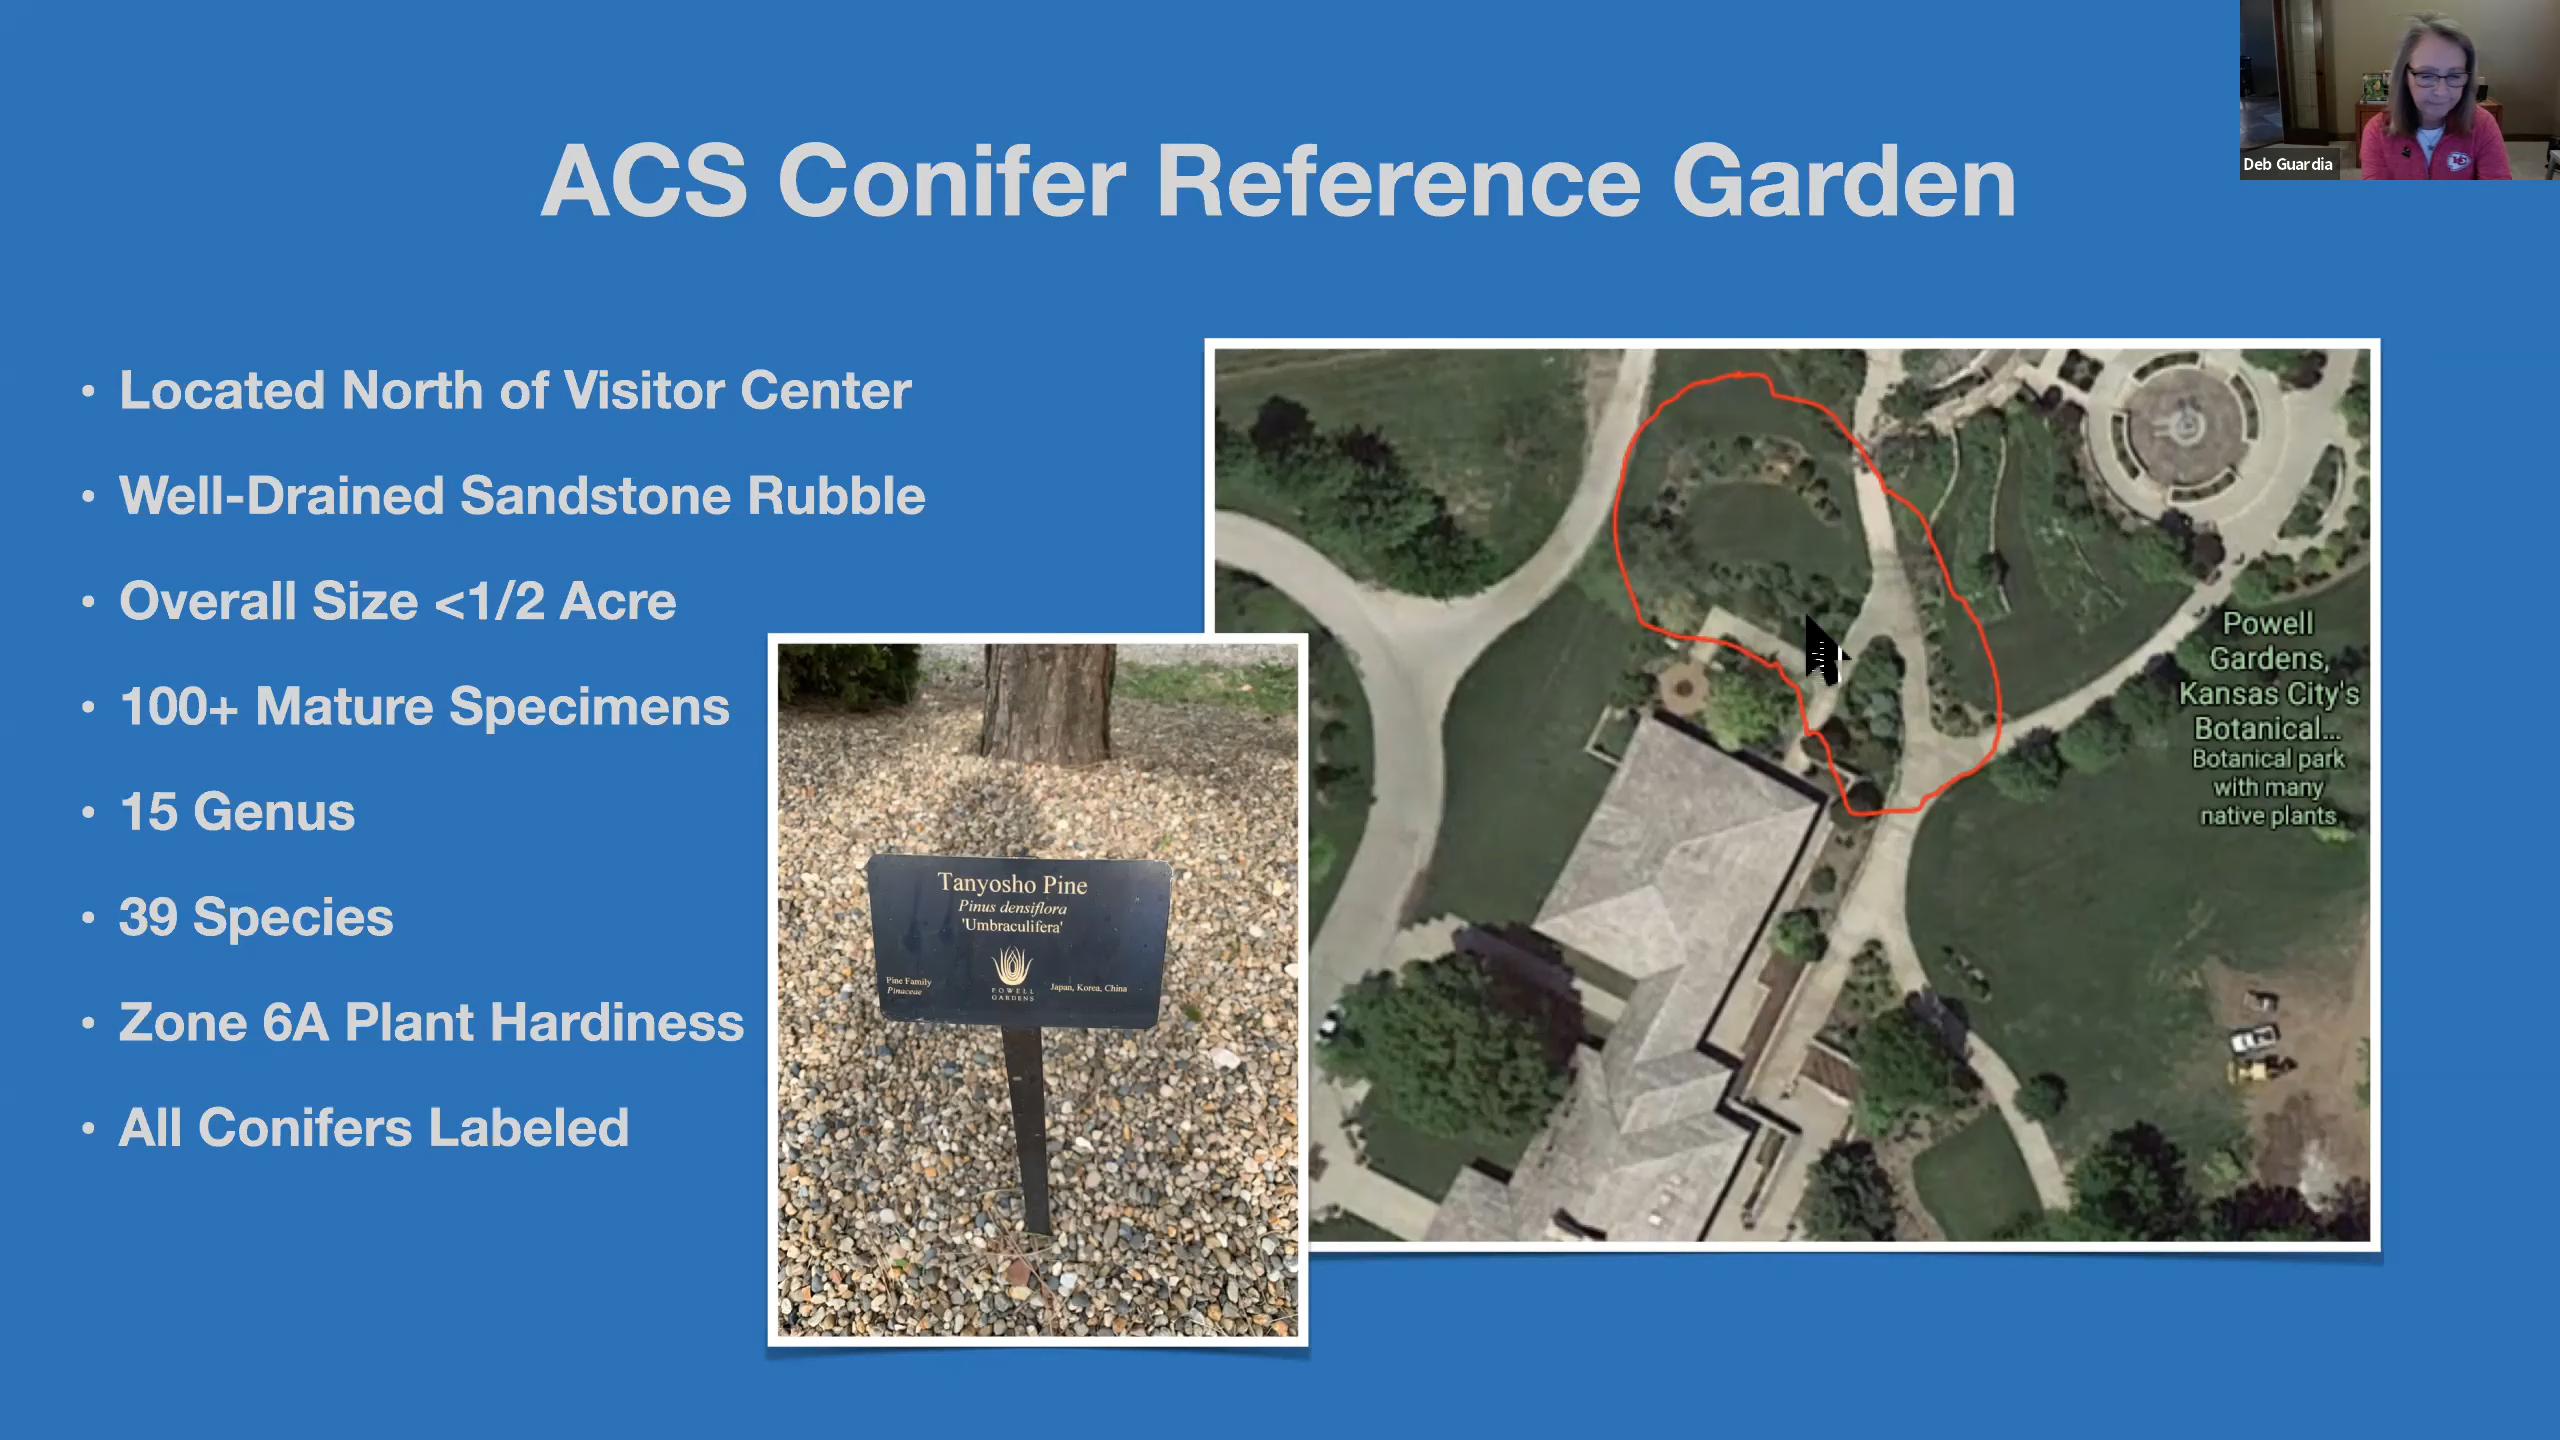 ACS Conifer Reference Garden
Deb Guardia
• Located North of Visitor Center
• Well-Drained Sandstone Rubble
• Overall Size <1/2 Acre
• 100+ Mature Specimens
• 15 Genus
• 39 Species
• Zone 6A Plant Hardiness
• All Conifers Labeled
Tanyosho Pine
Pinus densiflora
'Umbraculifera'
Pine Family
Pinaceae
POWELL
GARDENS
Japan, Korea, China
Powell
Gardens,
Kansas City's
Botanical...
Botanical park
with many
native plants